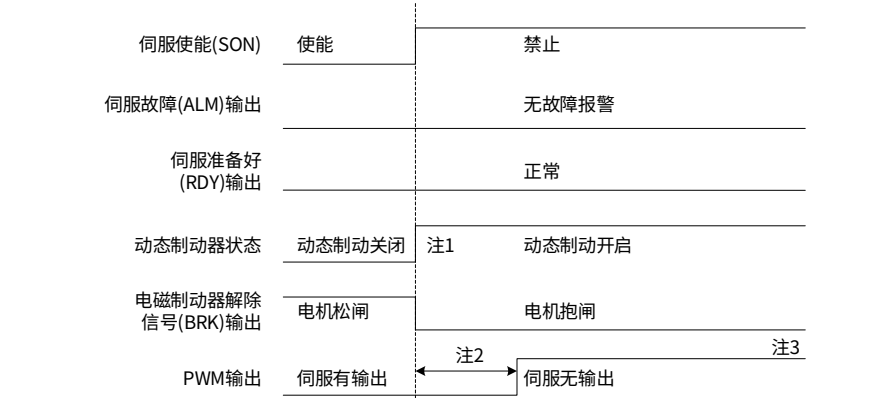 伺服使能(SON) 使能 禁止
伺服故障(ALM)输出 无故障报警
伺服准备好
(RDY)输出 正常
动态制动器状态 动态制动关闭 注1 动态制动开启
电磁制动器解除
信号(BRK)输出 电机松闸 电机抱闸
注2 注3
PWM输出 伺服有输出 伺服无输出